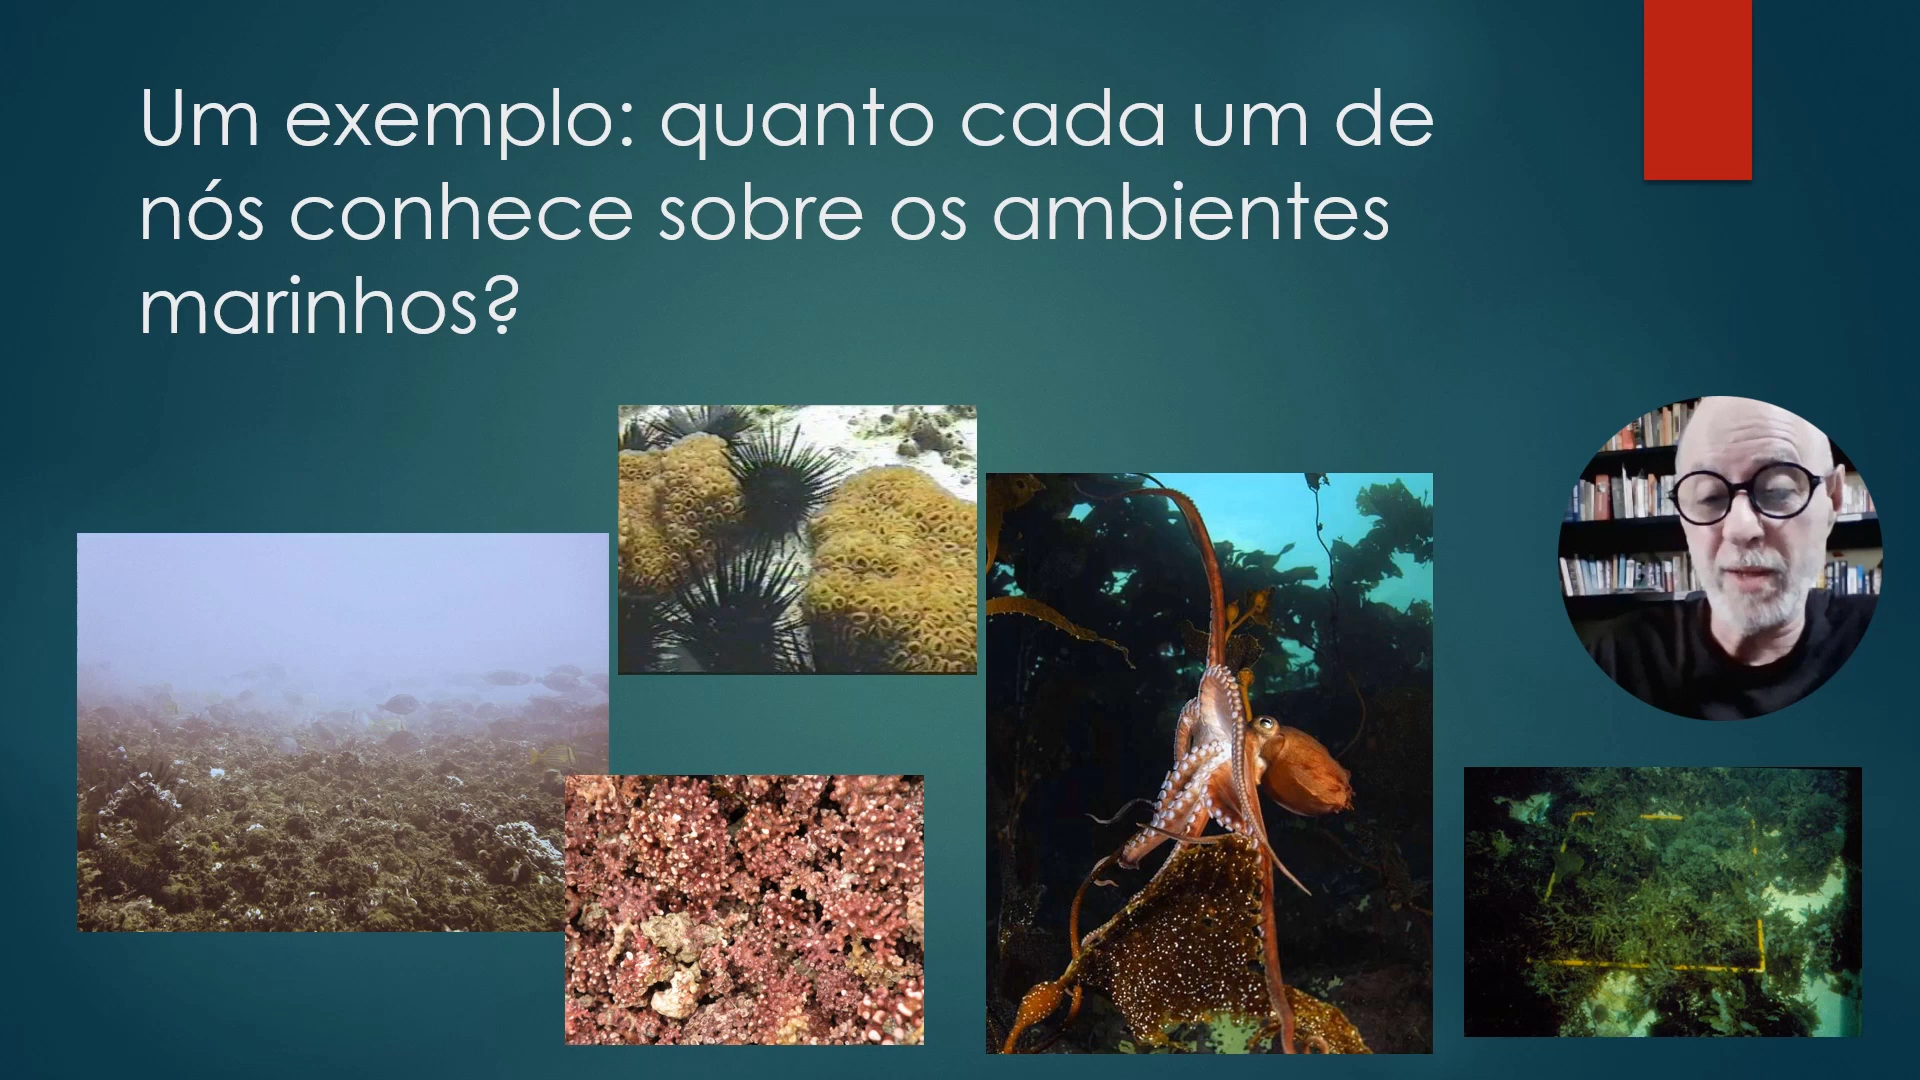 Um exemplo: quanto cada um de
nós conhece sobre os ambientes
marinhos?